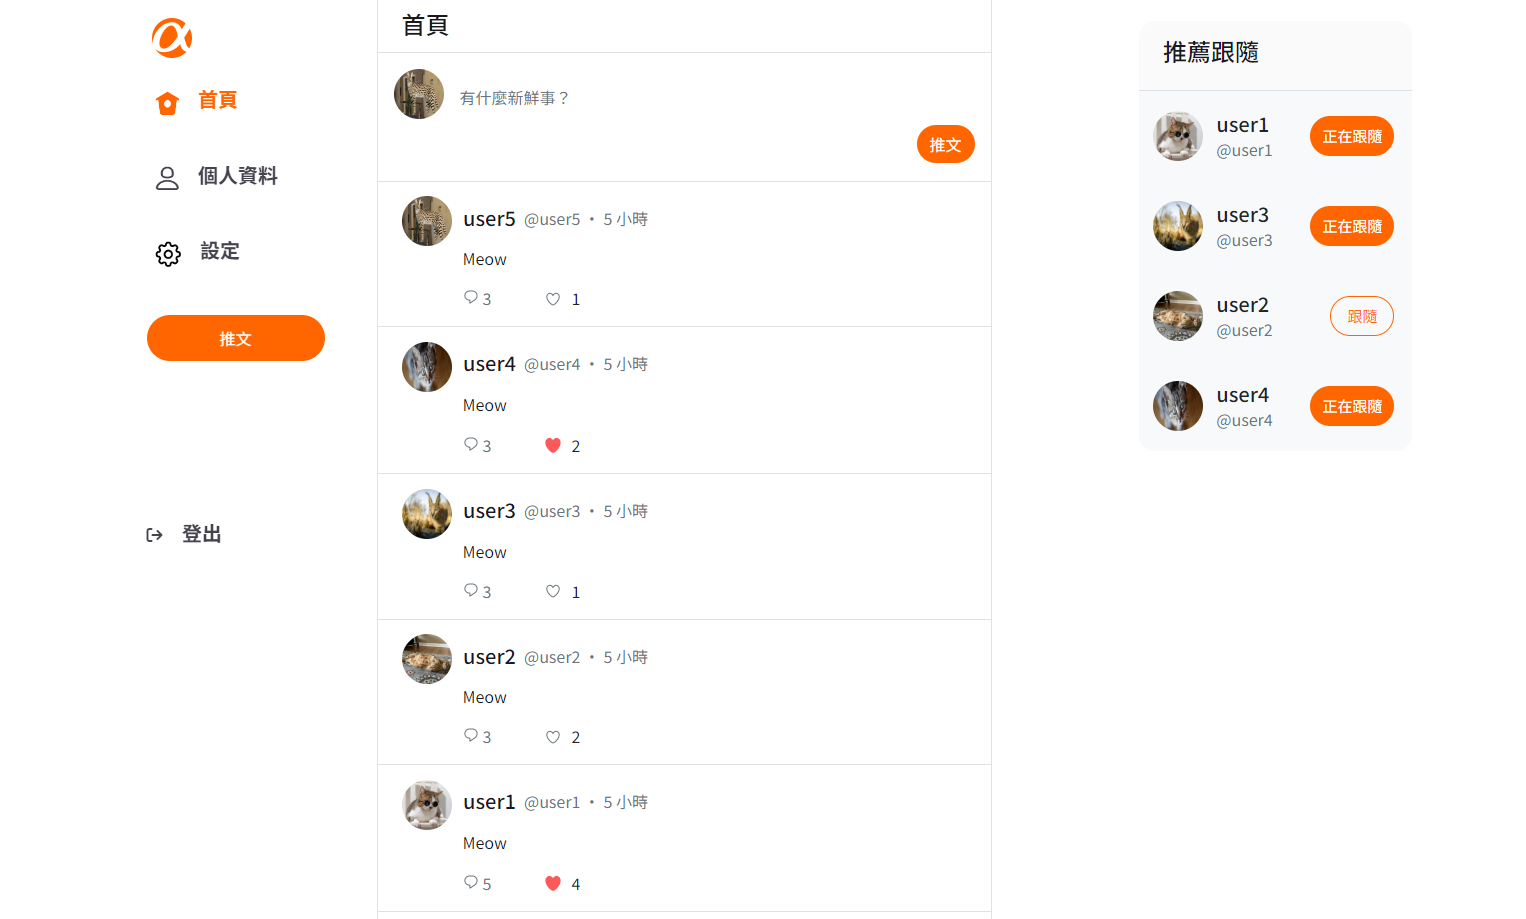 首頁
個人資料
設定
推文
登出
首頁
有什麼新鮮事？
推文
user5 @user5 · 5 小時
Meow
3 1
user4 @user4 · 5 小時
Meow
3 2
user3 @user3 · 5 小時
Meow
3 1
user2 @user2 · 5 小時
Meow
3 2
user1 @user1 · 5 小時
Meow
5 4
推薦跟隨
user1
@user1
正在跟隨
user3
@user3
正在跟隨
user2
@user2
跟隨
user4
@user4
正在跟隨